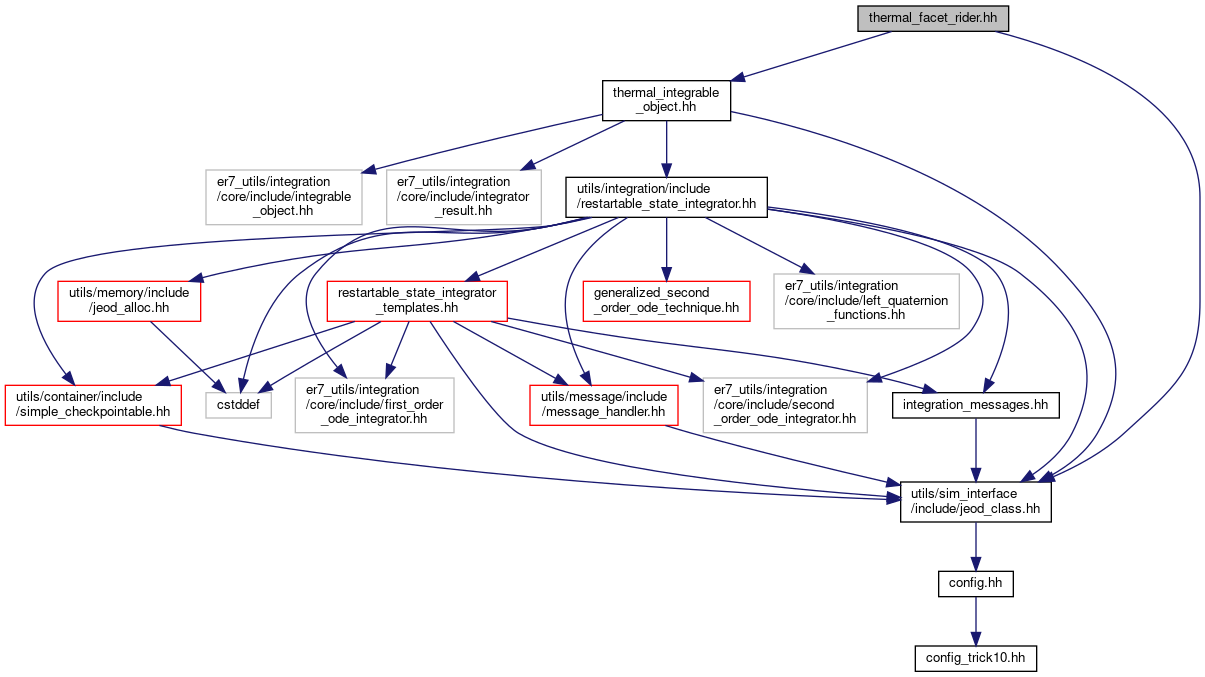 thermal_facet_rider.hh
thermal_integrable
_object.hh
er7_utils/integration
/core/include/integrable
_object.hh
er7_utils/integration
/core/include/integrator
_result.hh
utils/integration/include
/restartable_state_integrator.hh
utils/memory/include
/jeod_alloc.hh
restartable_state_integrator
_templates.hh
generalized_second
_order_ode_technique.hh
er7_utils/integration
/core/include/left_quaternion
_functions.hh
utils/container/include
/simple_checkpointable.hh
cstddef
er7_utils/integration
/core/include/first_order
_ode_integrator.hh
utils/message/include
/message_handler.hh
er7_utils/integration
/core/include/second
_order_ode_integrator.hh
integration_messages.hh
utils/sim_interface
/include/jeod_class.hh
config.hh
config_trick10.hh